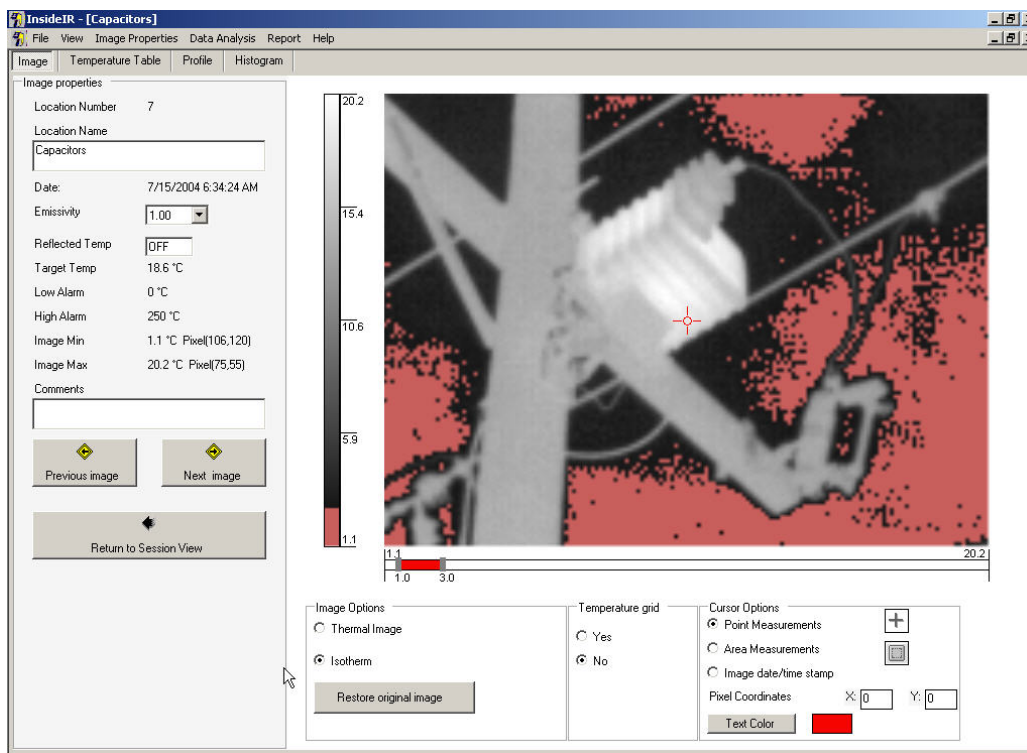 InsideIR - [Capacitors]
File View Image Properties Data Analysis Report Help
Image Temperature Table Profile Histogram
Image properties
Location Number 7
Location Name
Capacitors
Date: 7/15/2004 6:34:24 AM
Emissivity 1.00
Reflected Temp OFF
Target Temp 18.6 °C
Low Alarm 0 °C
High Alarm 250 °C
Image Min 1.1 °C Pixel(106,120)
Image Max 20.2 °C Pixel(75,55)
Comments
Previous image Next image
Return to Session View
20.2
15.4
10.6
5.9
1.1
1.1 20.2
1.0 3.0
Image Options
Thermal Image
Isotherm
Restore original image
Temperature grid
Yes
No
Cursor Options
Point Measurements
Area Measurements
Image date/time stamp
Pixel Coordinates X: 0 Y: 0
Text Color